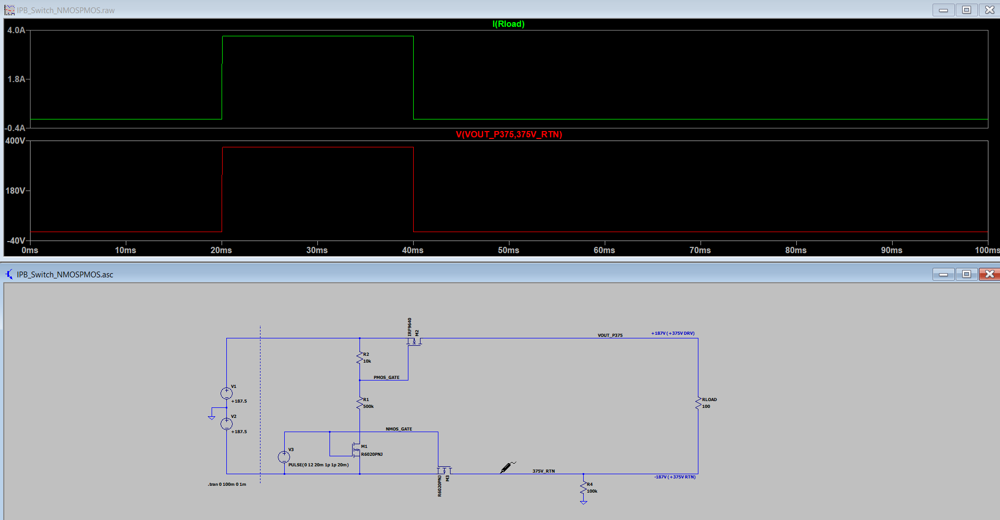 IPB_Switch_NMOSPMOS.raw
I(Rload)
4.0A
1.8A
-0.4A
V(VOUT_P375,375V_RTN)
400V
180V
-40V
0ms 10ms 20ms 30ms 40ms 50ms 60ms 70ms 80ms 90ms 100ms
IPB_Switch_NMOSPMOS.asc
IRF9640
M2
VOUT_P375
+187V (+375V DRV)
R2
10k
PMOS_GATE
V1
+187.5
R1
500k
RLOAD
100
V2
+187.5
NMOS_GATE
M1
R6020PNJ
V3
PULSE(0 12 20m 1p 1p 20m)
R6020PNJ
M3
375V_RTN
-187V (+375V RTN)
.tran 0 100m 0 1m
R4
100k